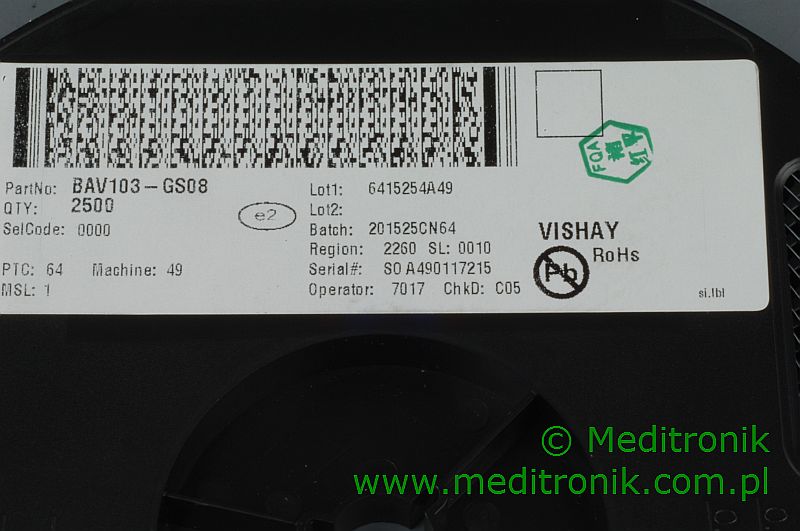 PartNo: BAV103-GS08
QTY: 2500
SelCode: 0000
e2
PTC: 64 Machine: 49
MSL: 1
Lot1: 6415254A49
Lot2:
Batch: 201525CN64
Region: 2260 SL: 0010
Serial#: SO A490117215
Operator: 7017 ChkD: C05
FQA
VISHAY
Pb
RoHs
si.lbl
© Meditronik
www.meditronik.com.pl